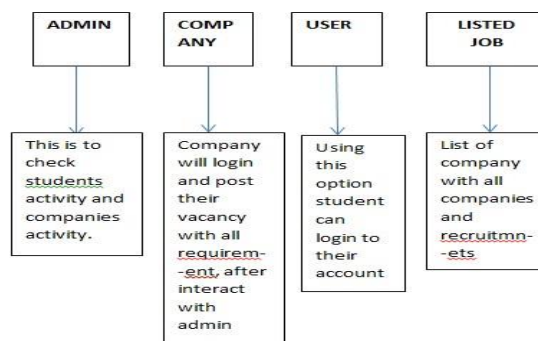 ADMIN
COMP
ANY
USER
LISTED
JOB
This is to
check
students
activity and
companies
activity.
Company
will login
and post
their
vacancy
with all
requirem-
-ent, after
interact
with
admin
Using
this
option
student
can
login to
their
account
List of
company
with all
companies
and
recruitmn-
-ets